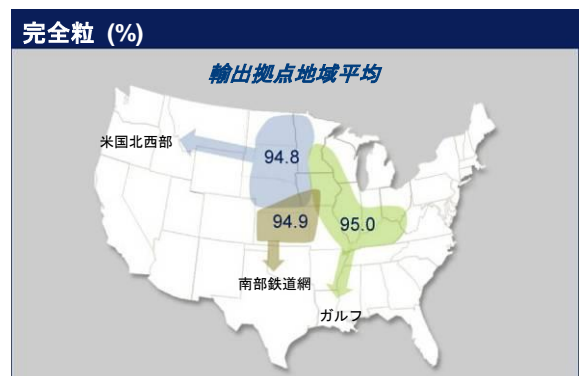 完全粒 (%)
輸出拠点地域平均
米国北西部
94.8
94.9
95.0
南部鉄道網
ガルフ